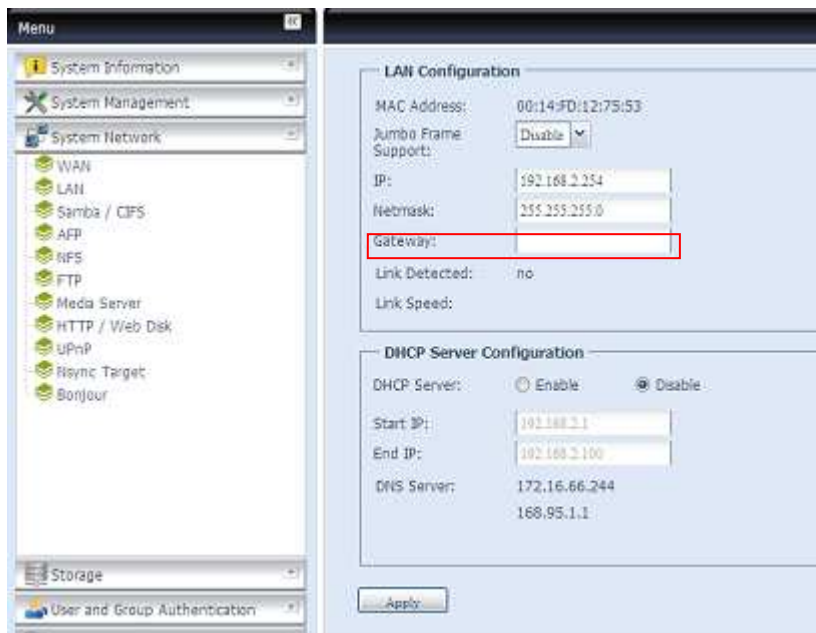 Menu
System Information
System Management
System Network
WAN
LAN
Samba / CIFS
AFP
NFS
FTP
Media Server
HTTP / Web Disk
UPnP
Nsync Target
Bonjour
Storage
User and Group Authentication
LAN Configuration
MAC Address: 00:14:FD:12:75:53
Jumbo Frame
Support: Disable
IP: 192.168.2.254
Netmask: 255.255.255.0
Gateway:
Link Detected: no
Link Speed:
DHCP Server Configuration
DHCP Server: Enable Disable
Start IP: 192.168.2.1
End IP: 192.168.2.100
DNS Server: 172.16.66.244
168.95.1.1
Apply